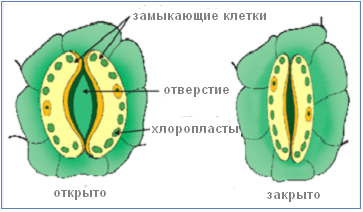 замыкающие клетки
отверстие
хлоропласты
открыто
закрыто